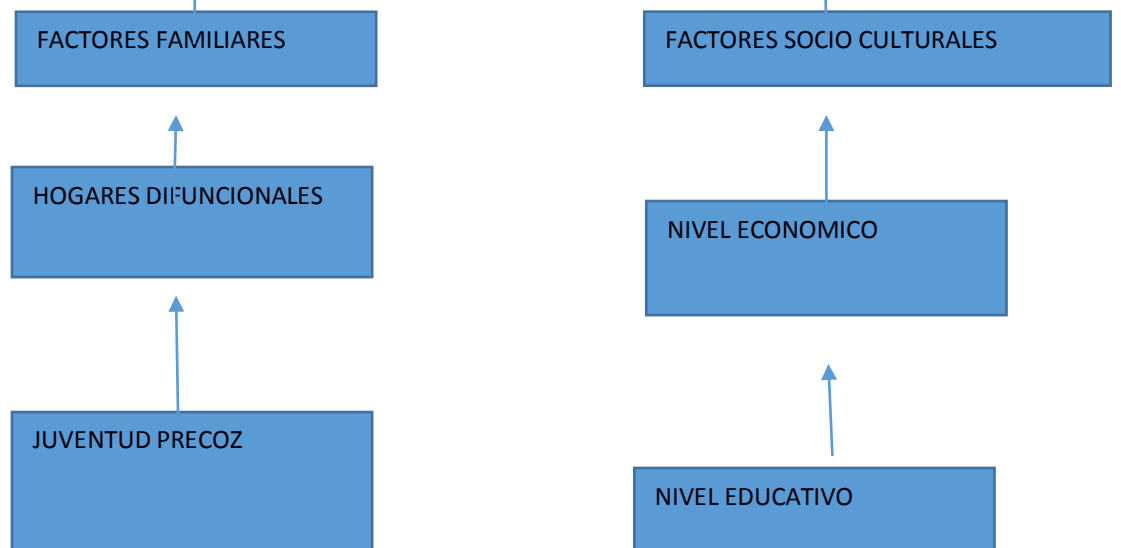 FACTORES FAMILIARES
FACTORES SOCIO CULTURALES
HOGARES DIFUNCIONALES
NIVEL ECONOMICO
JUVENTUD PRECOZ
NIVEL EDUCATIVO